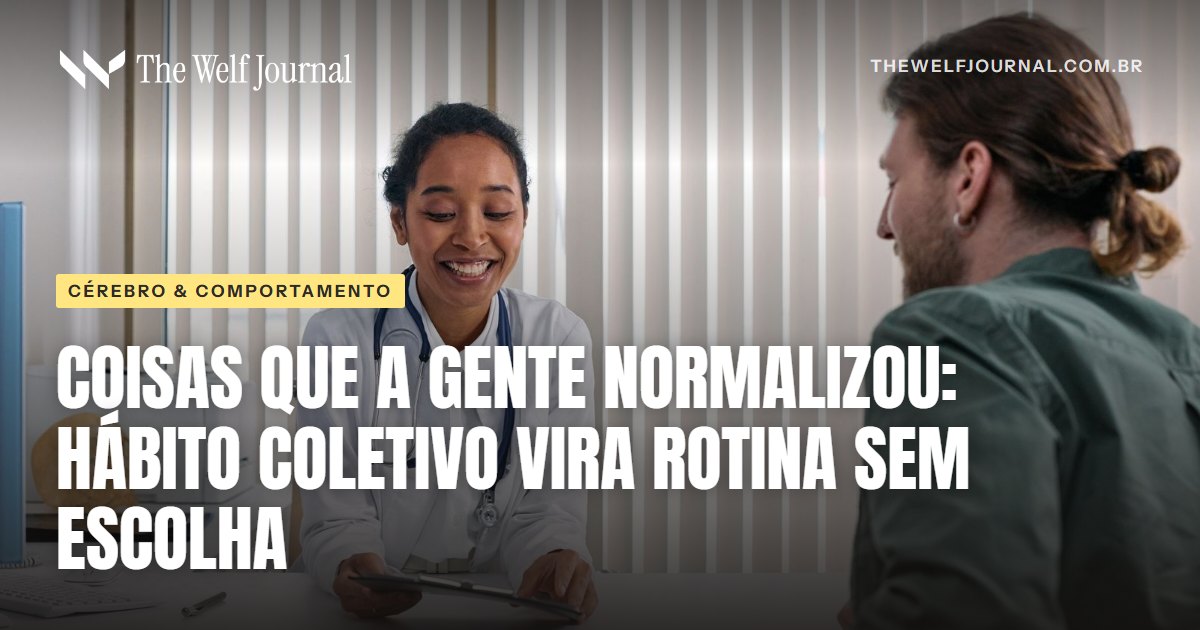 The Welf Journal
THEWELFJOURNAL.COM.BR
CÉREBRO & COMPORTAMENTO
COISAS QUE A GENTE NORMALIZOU:
HÁBITO COLETIVO VIRA ROTINA SEM
ESCOLHA